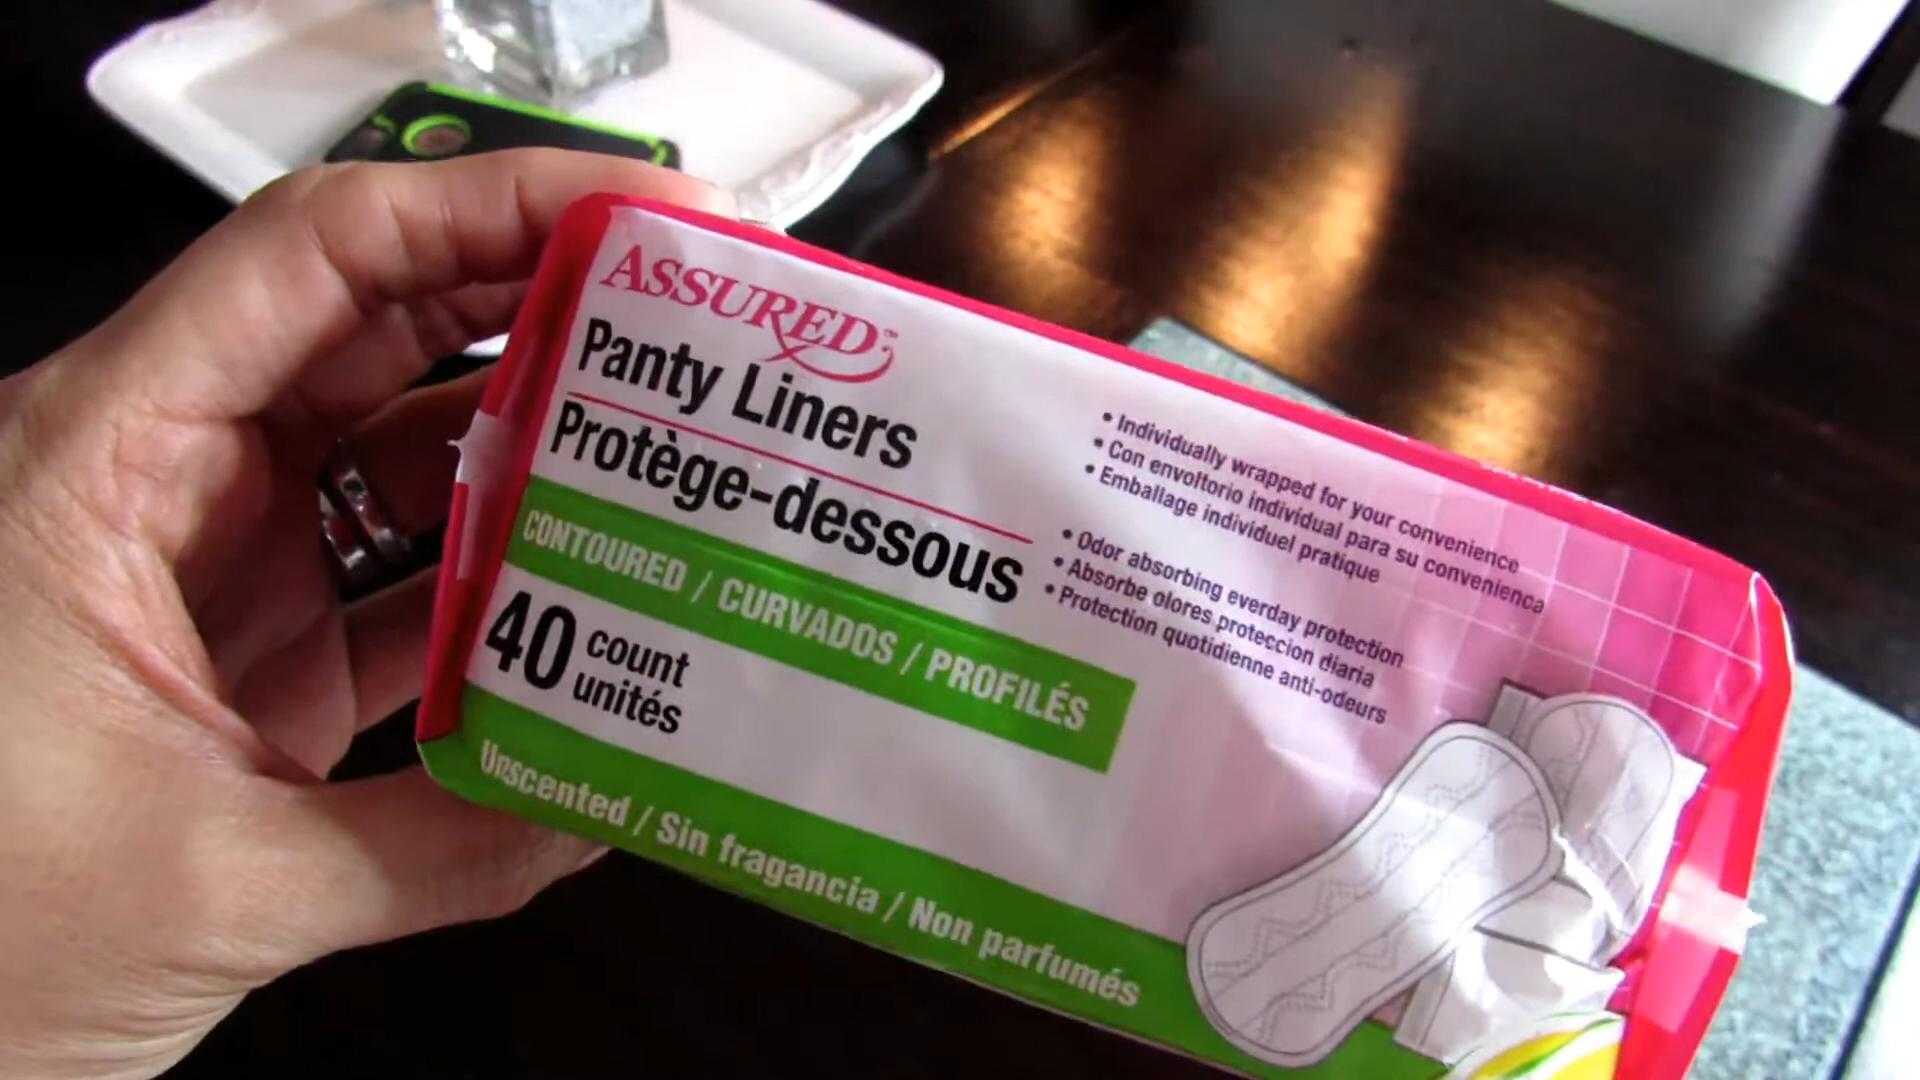 ASSURED™
Panty Liners
Protège-dessous
CONTOURED / CURVADOS / PROFILÉS
40 count
unités
Unscented / Sin fragancia / Non parfumés
• Individually wrapped for your convenience
• Con envoltorio individual para su convenienca
• Emballage individuel pratique
• Odor absorbing everday protection
• Absorbe olores proteccion diaria
• Protection quotidienne anti-odeurs